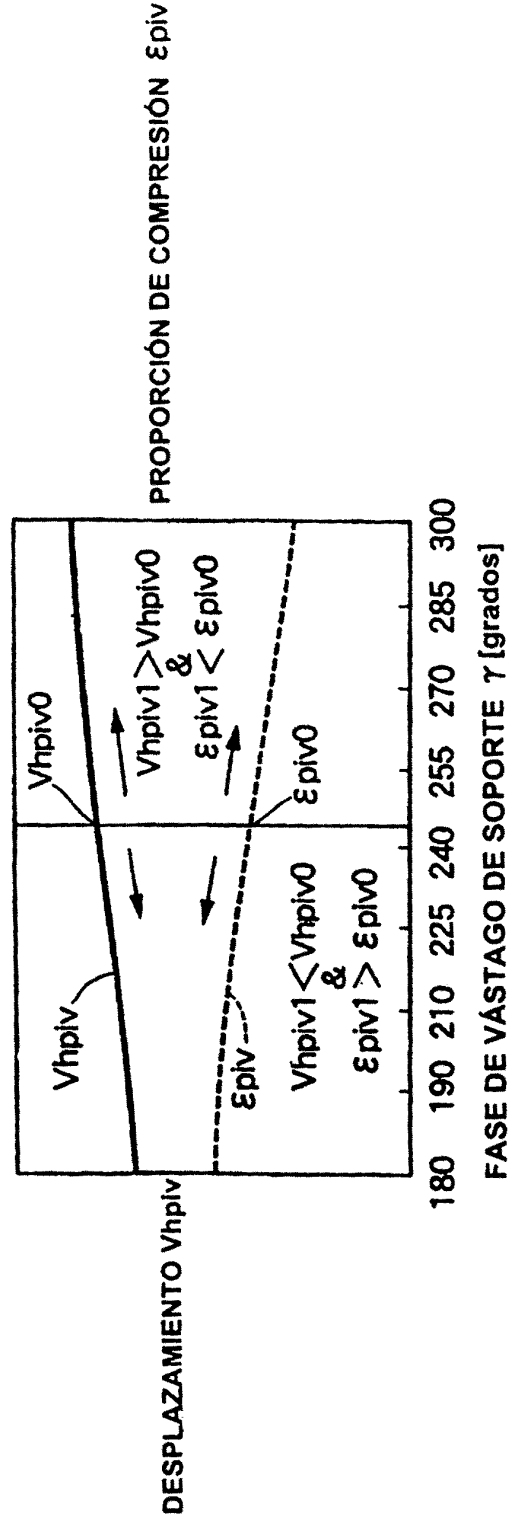 DESPLAZAMIENTO Vhpiv
PROPORCIÓN DE COMPRESIÓN εpiv
Vhpiv
Vhpiv0
Vhpiv1 > Vhpiv0
&
εpiv1 < εpiv0
εpiv
εpiv0
Vhpiv1 < Vhpiv0
&
εpiv1 > εpiv0
180 190 210 225 240 255 270 285 300
FASE DE VÁSTAGO DE SOPORTE γ [grados]